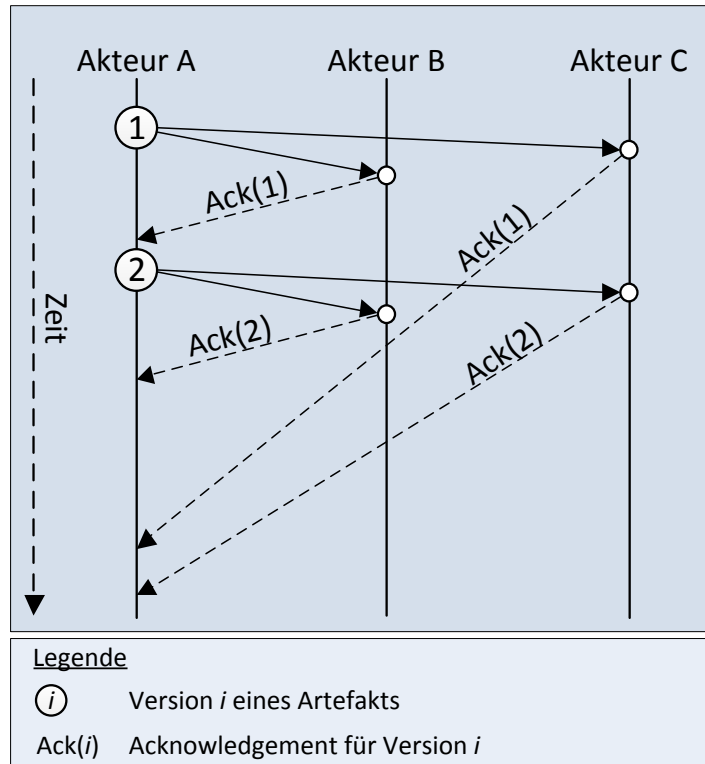 Akteur A Akteur B Akteur C
1
Ack(1)
Ack(1)
2
Ack(2)
Ack(2)
Zeit
Legende
i Version i eines Artefakts
Ack(i) Acknowledgement für Version i